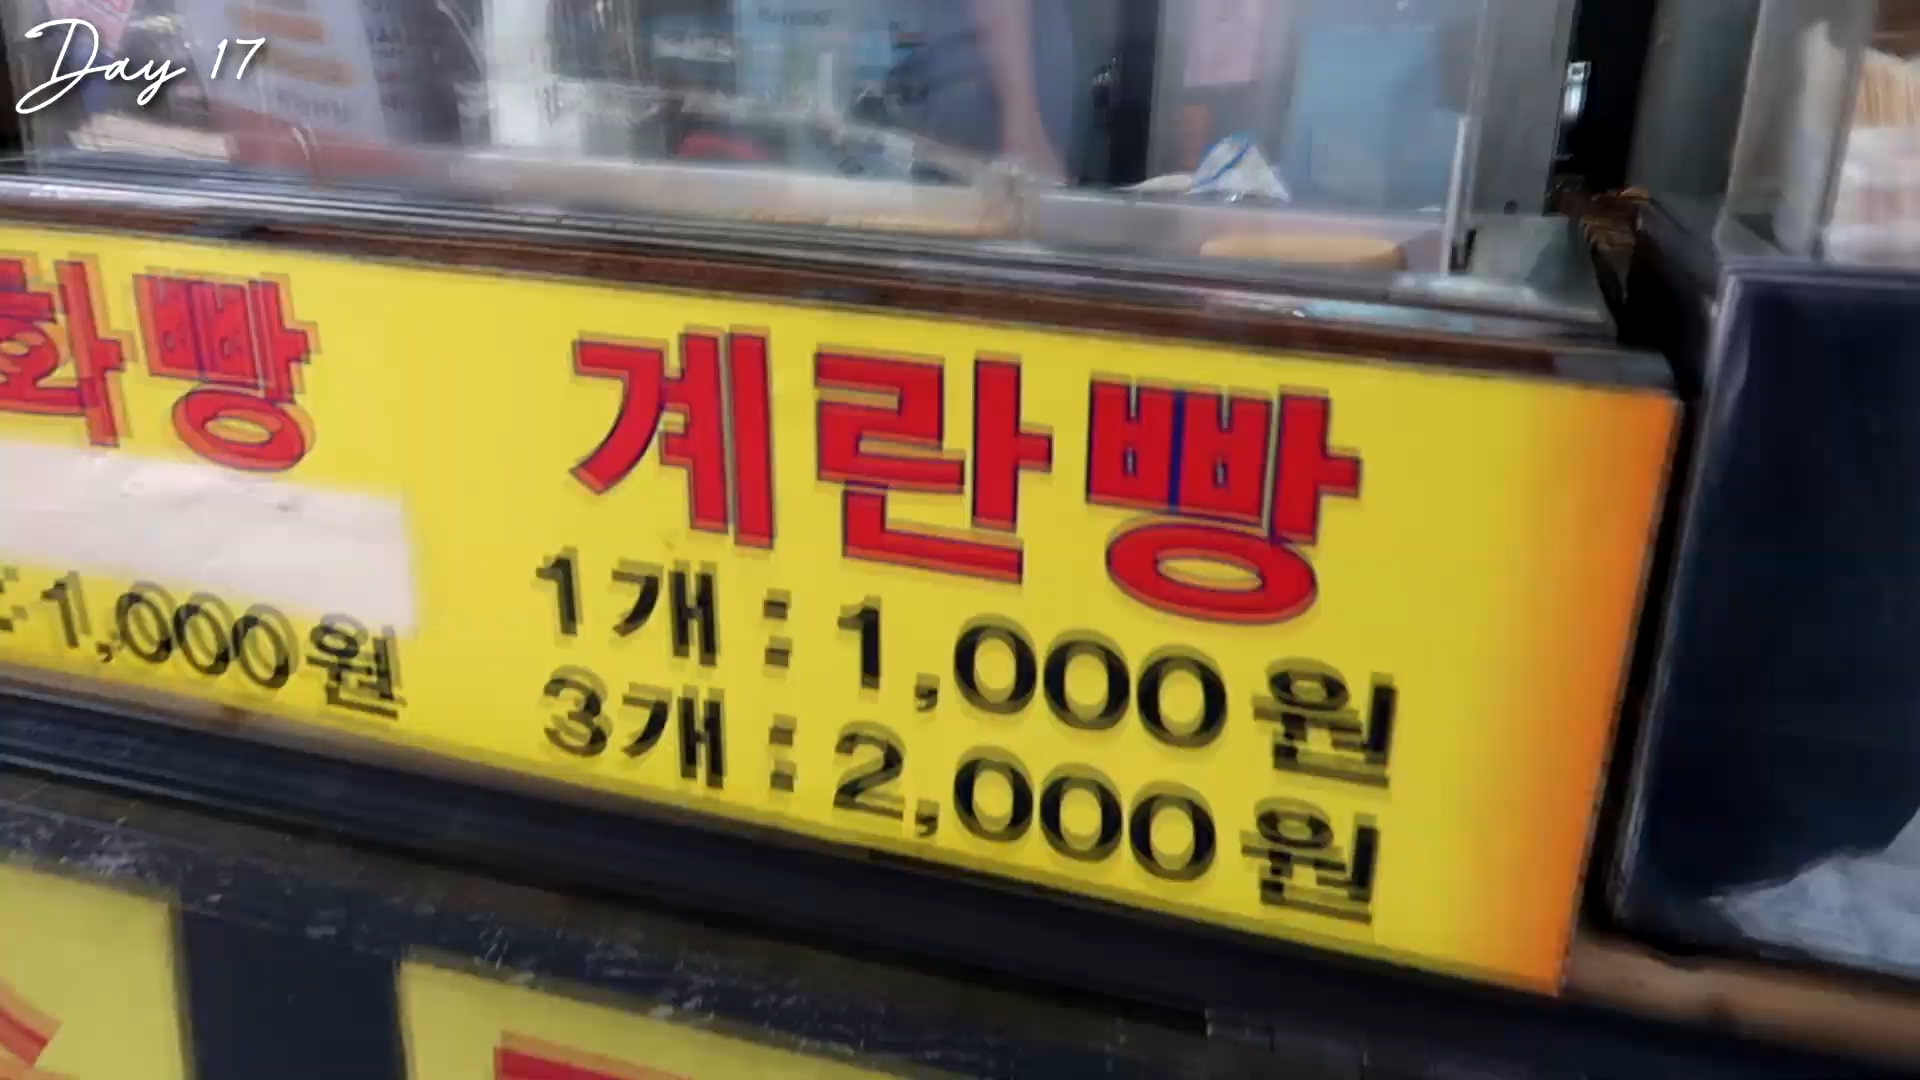 Day 17
화빵
1,000원
계란빵
1개 : 1,000원
3개 : 2,000원